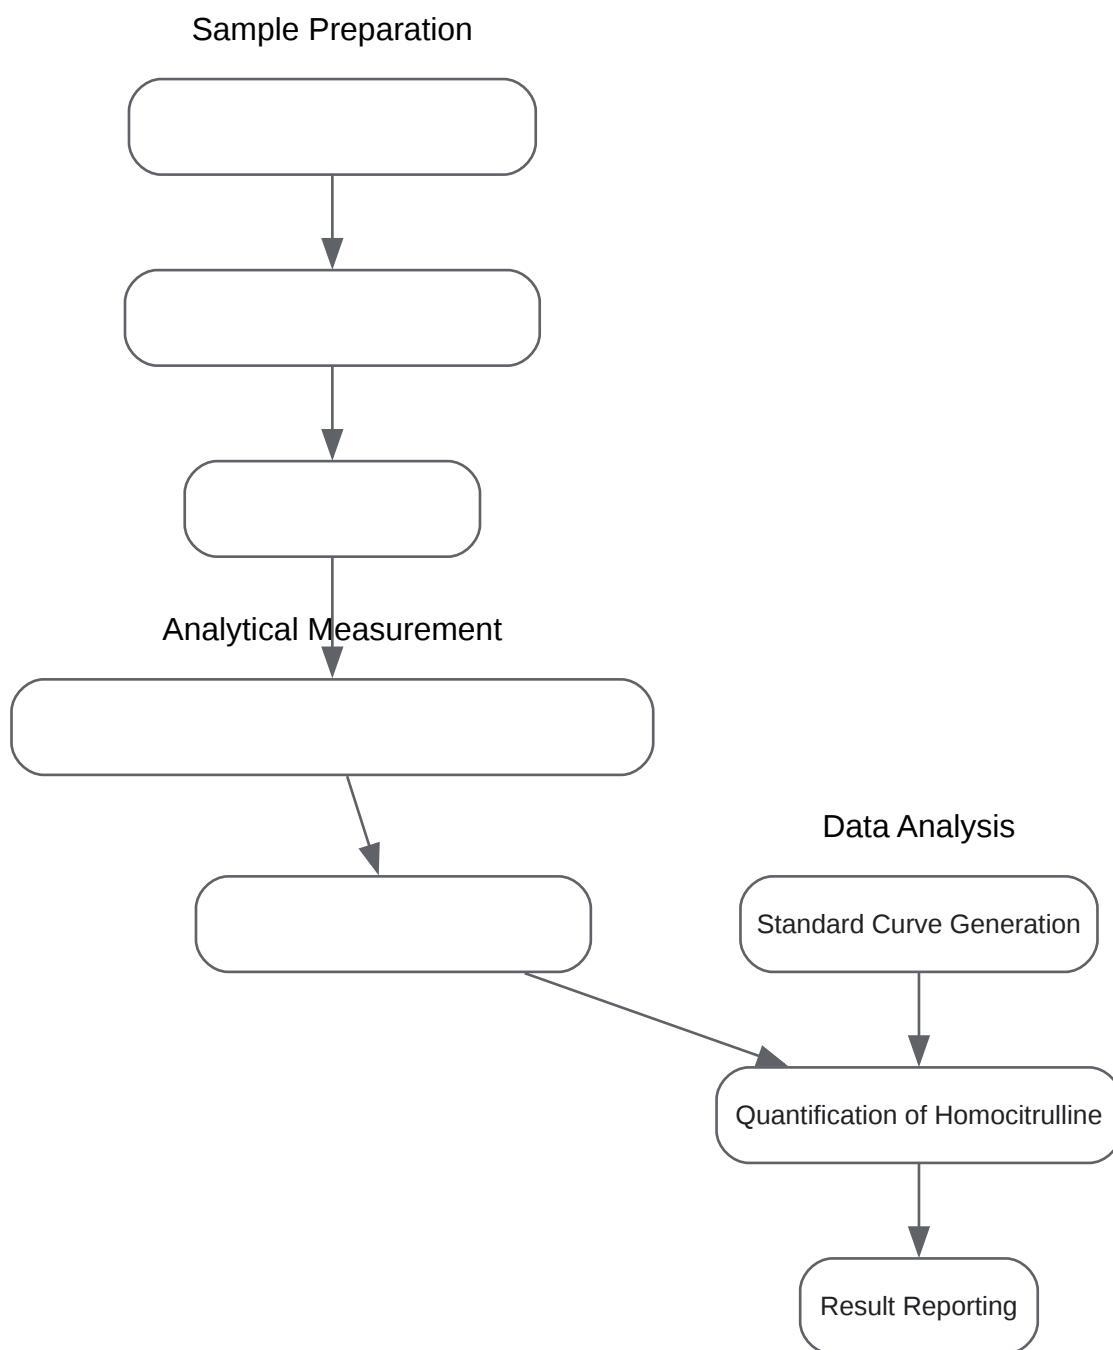 Sample Preparation
Analytical Measurement
Data Analysis
Standard Curve Generation
Quantification of Homocitrulline
Result Reporting